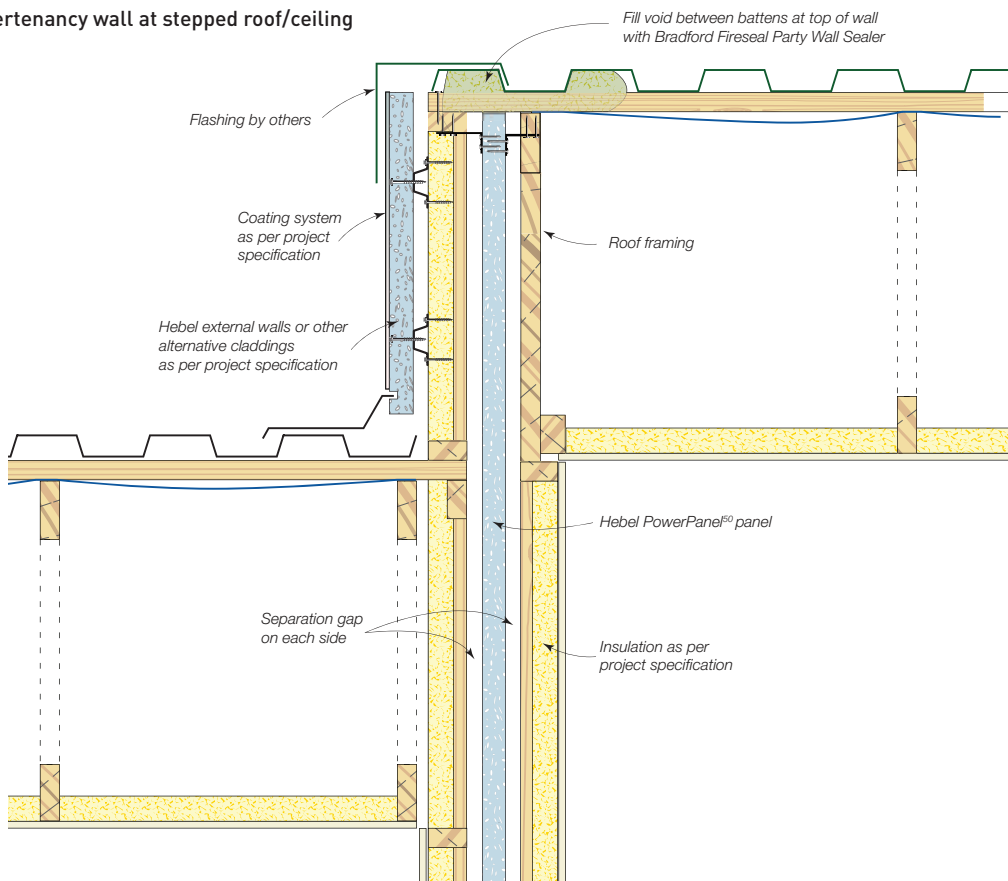 ertenancy wall at stepped roof/ceiling
Fill void between battens at top of wall
with Bradford Fireseal Party Wall Sealer
Flashing by others
Coating system
as per project
specification
Roof framing
Hebel external walls or other
alternative claddings
as per project specification
Hebel PowerPanel⁵⁰ panel
Separation gap
on each side
Insulation as per
project specification